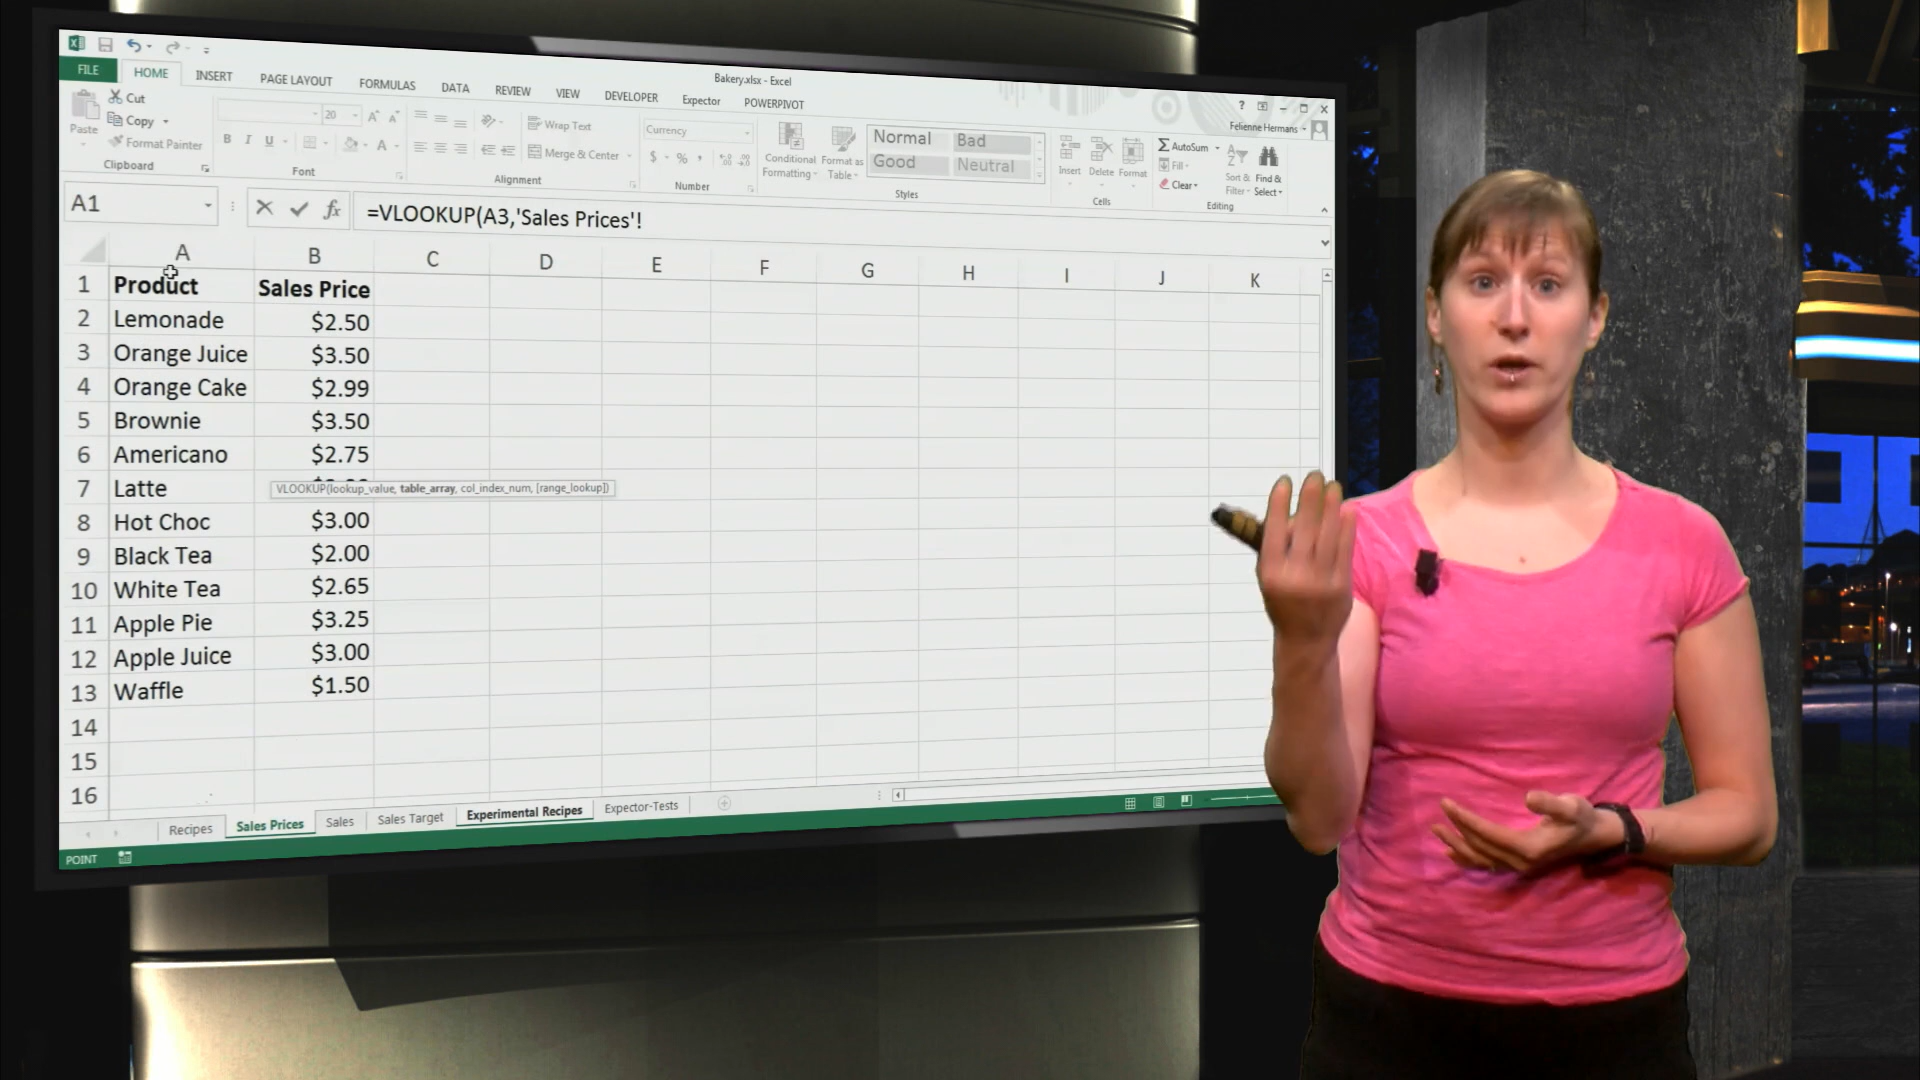 Bakery.xlsx - Excel
?
FILE HOME INSERT PAGE LAYOUT FORMULAS DATA REVIEW VIEW DEVELOPER Expector POWERPIVOT
Felienne Hermans
Paste
Cut
Copy
Format Painter
Clipboard
20
A A
B I U A
Font
Wrap Text
Merge & Center
Alignment
Currency
$ % ,
Number
Conditional Formatting
Format as Table
Normal Bad
Good Neutral
Styles
Insert Delete Format
Cells
AutoSum
Fill
Clear
Sort & Filter
Find & Select
Editing
A1
fx
=VLOOKUP(A3,'Sales Prices'!
A B C D E F G H I J K
1 Product Sales Price
2 Lemonade $2.50
3 Orange Juice $3.50
4 Orange Cake $2.99
5 Brownie $3.50
6 Americano $2.75
7 Latte
VLOOKUP(lookup_value, table_array, col_index_num, [range_lookup])
8 Hot Choc $3.00
9 Black Tea $2.00
10 White Tea $2.65
11 Apple Pie $3.25
12 Apple Juice $3.00
13 Waffle $1.50
14
15
16
Recipes Sales Prices Sales Sales Target Experimental Recipes Expector-Tests
POINT